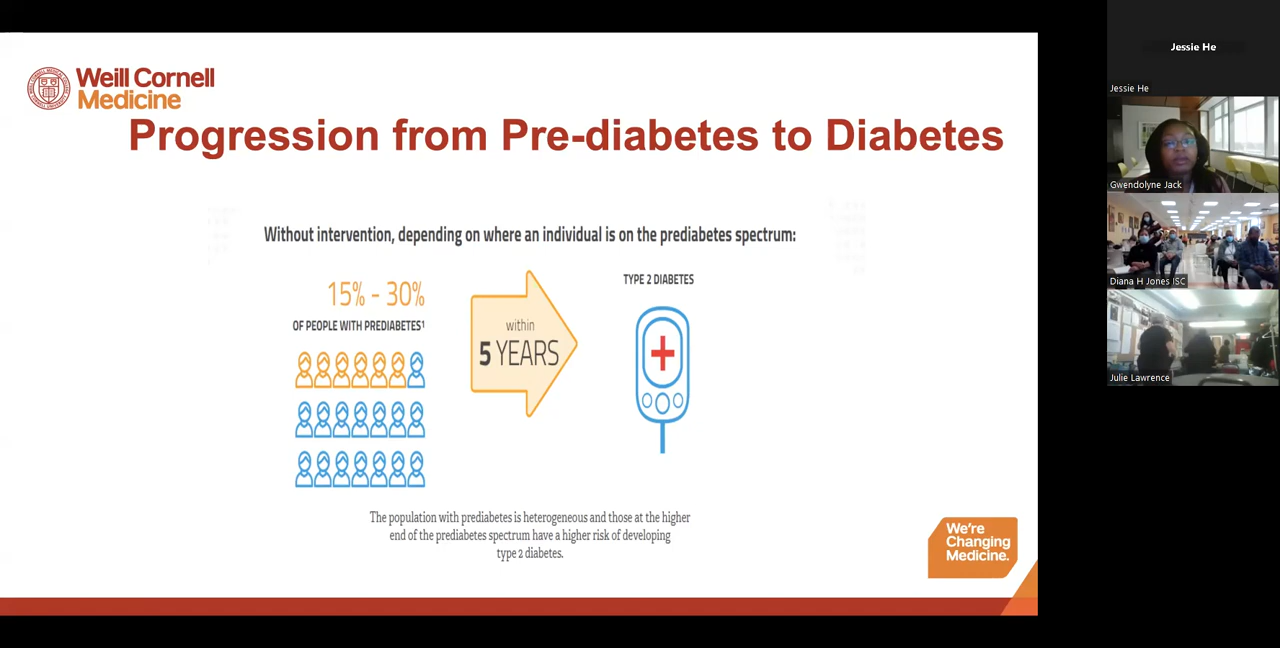 Weill Cornell
Medicine
Progression from Pre-diabetes to Diabetes
Without intervention, depending on where an individual is on the prediabetes spectrum:
15% - 30%
OF PEOPLE WITH PREDIABETES¹
within
5 YEARS
TYPE 2 DIABETES
The population with prediabetes is heterogeneous and those at the higher
end of the prediabetes spectrum have a higher risk of developing
type 2 diabetes.
We're
Changing
Medicine.
Jessie He
Jessie He
Gwendolyne Jack
Diana H Jones ISC
Julie Lawrence